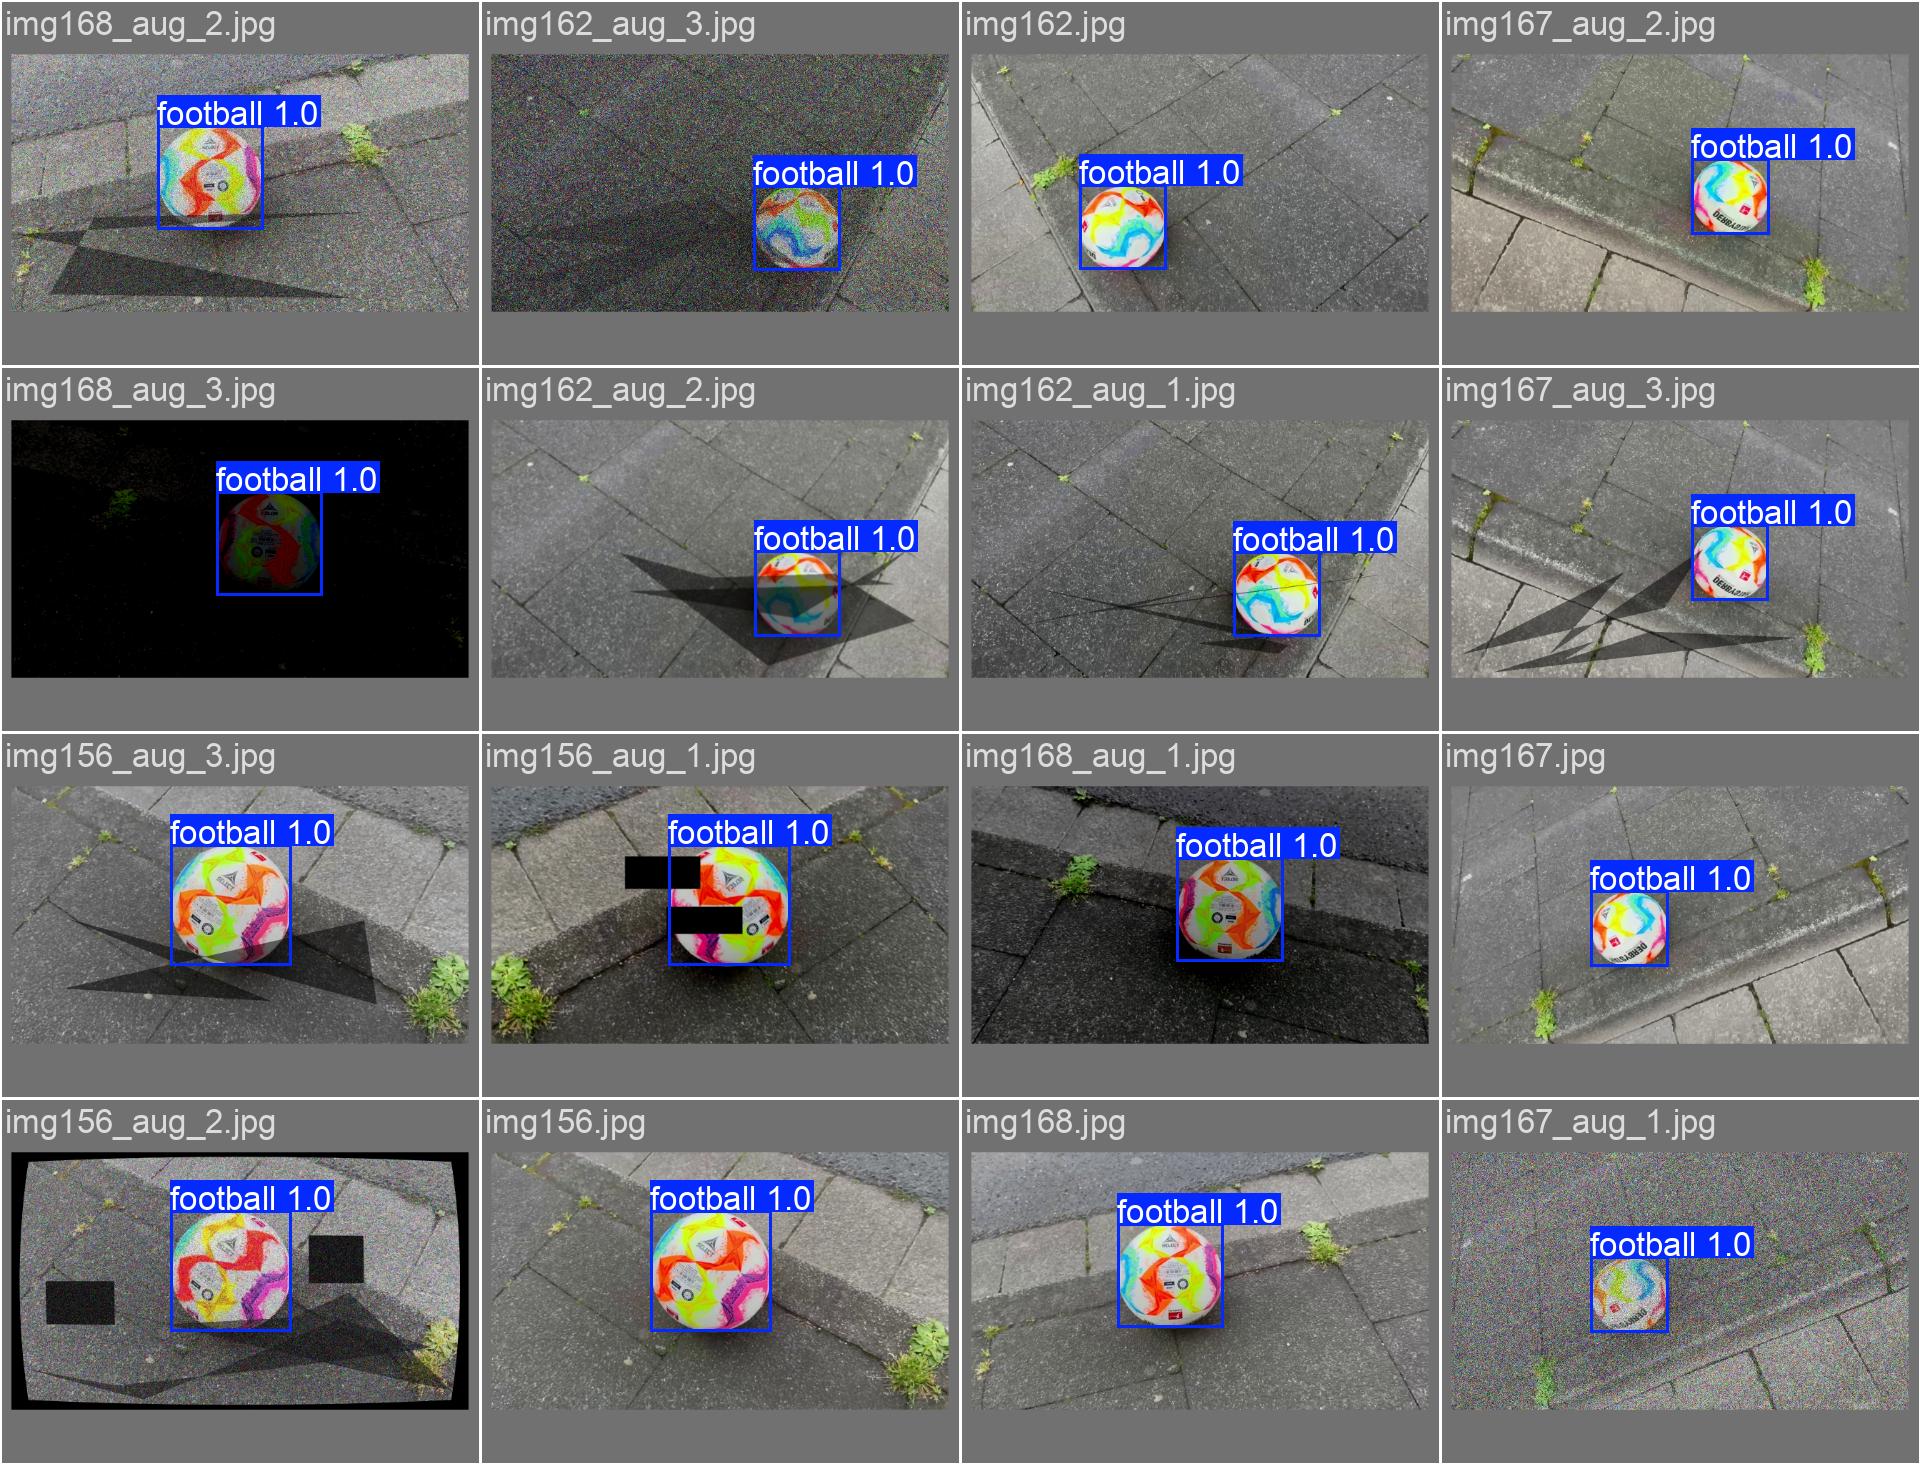 img168_aug_2.jpg
football 1.0
SELECT
img162_aug_3.jpg
football 1.0
img162.jpg
football 1.0
img167_aug_2.jpg
football 1.0
img168_aug_3.jpg
football 1.0
img162_aug_2.jpg
football 1.0
img162_aug_1.jpg
football 1.0
img167_aug_3.jpg
football 1.0
img156_aug_3.jpg
football 1.0
SELECT
img156_aug_1.jpg
football 1.0
img168_aug_1.jpg
football 1.0
img167.jpg
football 1.0
img156_aug_2.jpg
football 1.0
img156.jpg
football 1.0
SELECT
img168.jpg
football 1.0
SELECT
img167_aug_1.jpg
football 1.0